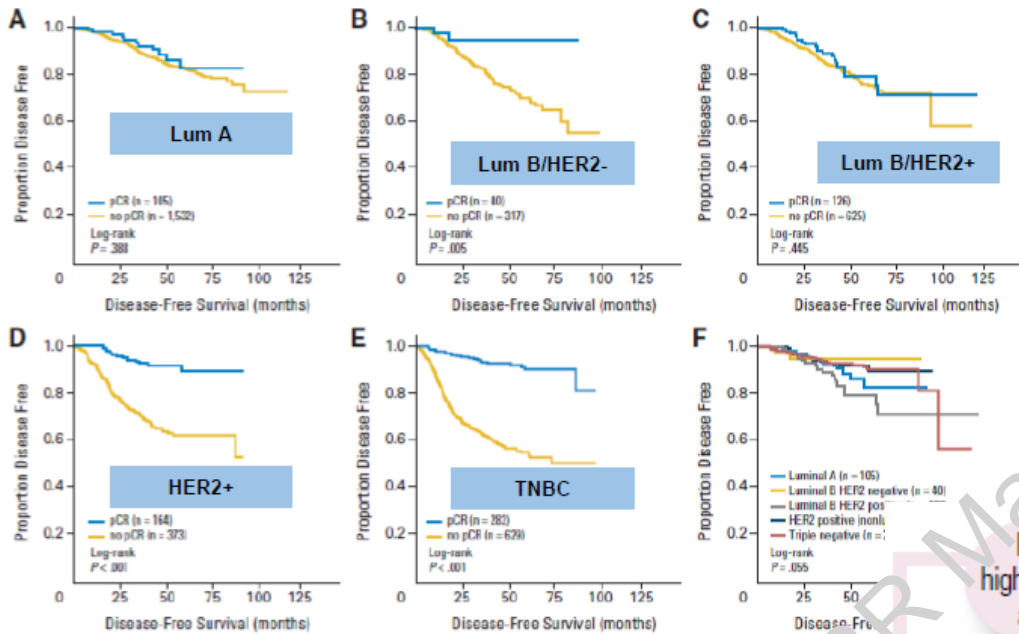 A
1.0
0.8
0.6
0.4
0.2
Proportion Disease Free
Lum A
pCR (n = 105)
no pCR (n = 1,532)
Log-rank
P = .388
0 25 50 75 100 125
Disease-Free Survival (months)
B
1.0
0.8
0.6
0.4
0.2
Proportion Disease Free
Lum B/HER2-
pCR (n = 40)
no pCR (n = 317)
Log-rank
P = .005
0 25 50 75 100 125
Disease-Free Survival (months)
C
1.0
0.8
0.6
0.4
0.2
Proportion Disease Free
Lum B/HER2+
pCR (n = 126)
no pCR (n = 625)
Log-rank
P = .445
0 25 50 75 100 125
Disease-Free Survival (months)
D
1.0
0.8
0.6
0.4
0.2
Proportion Disease Free
HER2+
pCR (n = 164)
no pCR (n = 373)
Log-rank
P < .001
0 25 50 75 100 125
Disease-Free Survival (months)
E
1.0
0.8
0.6
0.4
0.2
Proportion Disease Free
TNBC
pCR (n = 282)
no pCR (n = 629)
Log-rank
P < .001
0 25 50 75 100 125
Disease-Free Survival (months)
F
1.0
0.8
0.6
0.4
0.2
Proportion Disease Free
Luminal A (n = 105)
Luminal B HER2 negative (n = 40)
Luminal B HER2
HER2 positive
Triple negative (n =
Log-rank
P = .055
0 25 50
high